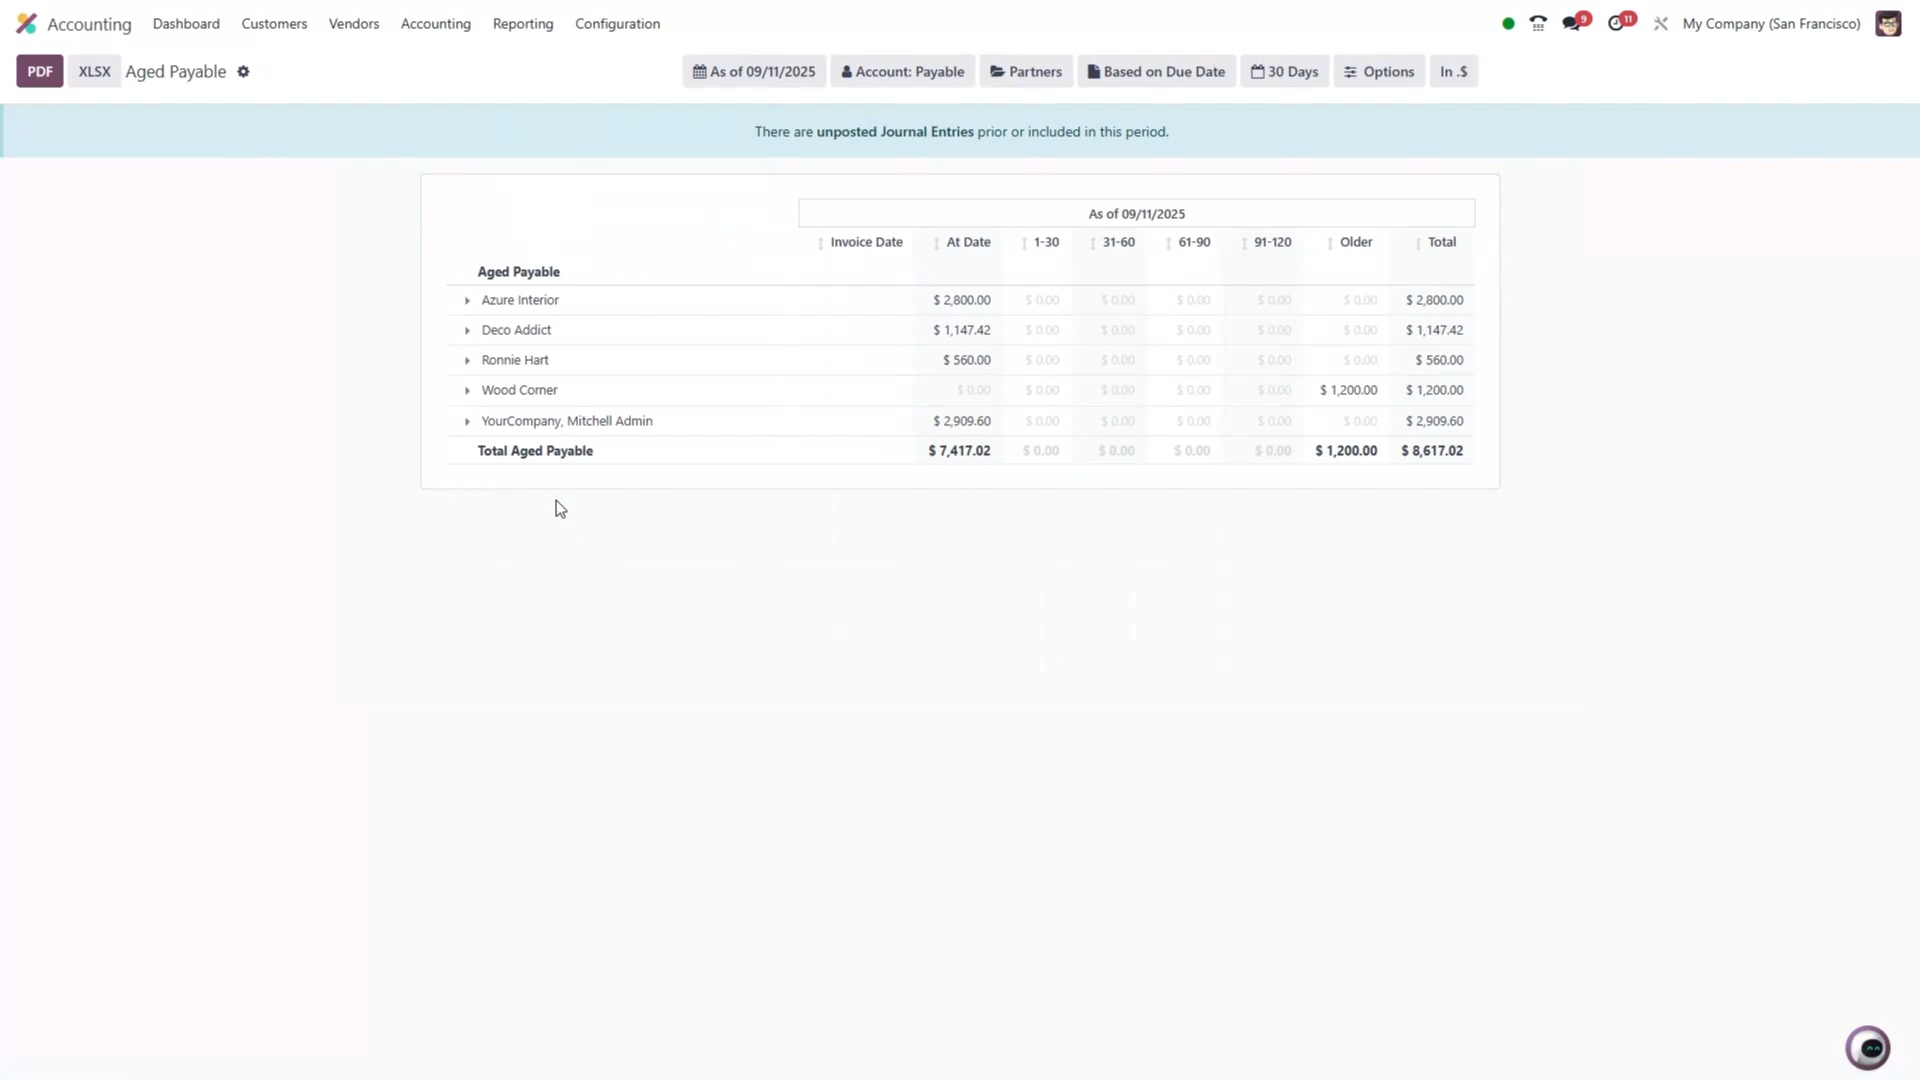 Accounting Dashboard Customers Vendors Accounting Reporting Configuration 9 11 My Company (San Francisco)
PDF XLSX Aged Payable As of 09/11/2025 Account: Payable Partners Based on Due Date 30 Days Options In .$
There are unposted Journal Entries prior or included in this period.
As of 09/11/2025
Invoice Date At Date 1-30 31-60 61-90 91-120 Older Total
Aged Payable
Azure Interior $ 2,800.00 $ 0.00 $ 0.00 $ 0.00 $ 0.00 $ 0.00 $ 2,800.00
Deco Addict $ 1,147.42 $ 0.00 $ 0.00 $ 0.00 $ 0.00 $ 0.00 $ 1,147.42
Ronnie Hart $ 560.00 $ 0.00 $ 0.00 $ 0.00 $ 0.00 $ 0.00 $ 560.00
Wood Corner $ 0.00 $ 0.00 $ 0.00 $ 0.00 $ 0.00 $ 1,200.00 $ 1,200.00
YourCompany, Mitchell Admin $ 2,909.60 $ 0.00 $ 0.00 $ 0.00 $ 0.00 $ 0.00 $ 2,909.60
Total Aged Payable $ 7,417.02 $ 0.00 $ 0.00 $ 0.00 $ 0.00 $ 1,200.00 $ 8,617.02